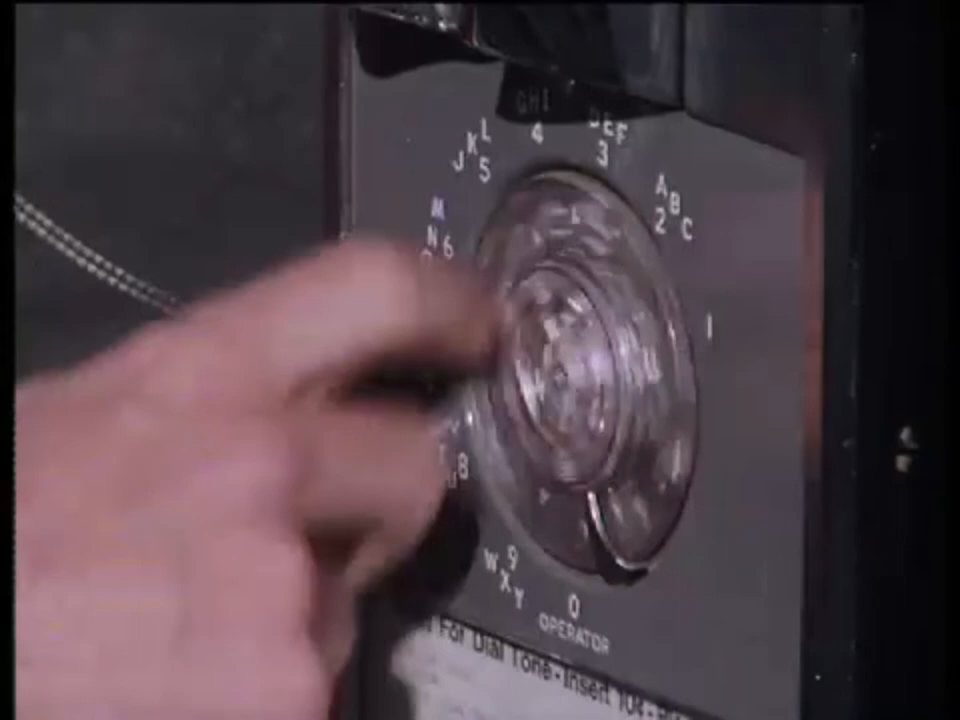 GHI
4
DEF
3
JKL
5
ABC
2
MN
6
1
8
9
WXY
0
OPERATOR
For Dial Tone-Insert 10¢-